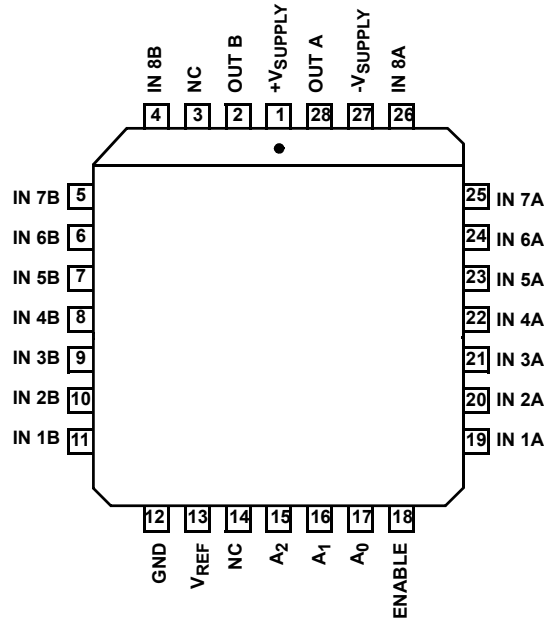 IN 8B
NC
OUT B
+VSUPPLY
OUT A
-VSUPPLY
IN 8A
4
3
2
1
28
27
26
IN 7B 5
25 IN 7A
IN 6B 6
24 IN 6A
IN 5B 7
23 IN 5A
IN 4B 8
22 IN 4A
IN 3B 9
21 IN 3A
IN 2B 10
20 IN 2A
IN 1B 11
19 IN 1A
12
13
14
15
16
17
18
GND
VREF
NC
A2
A1
A0
ENABLE